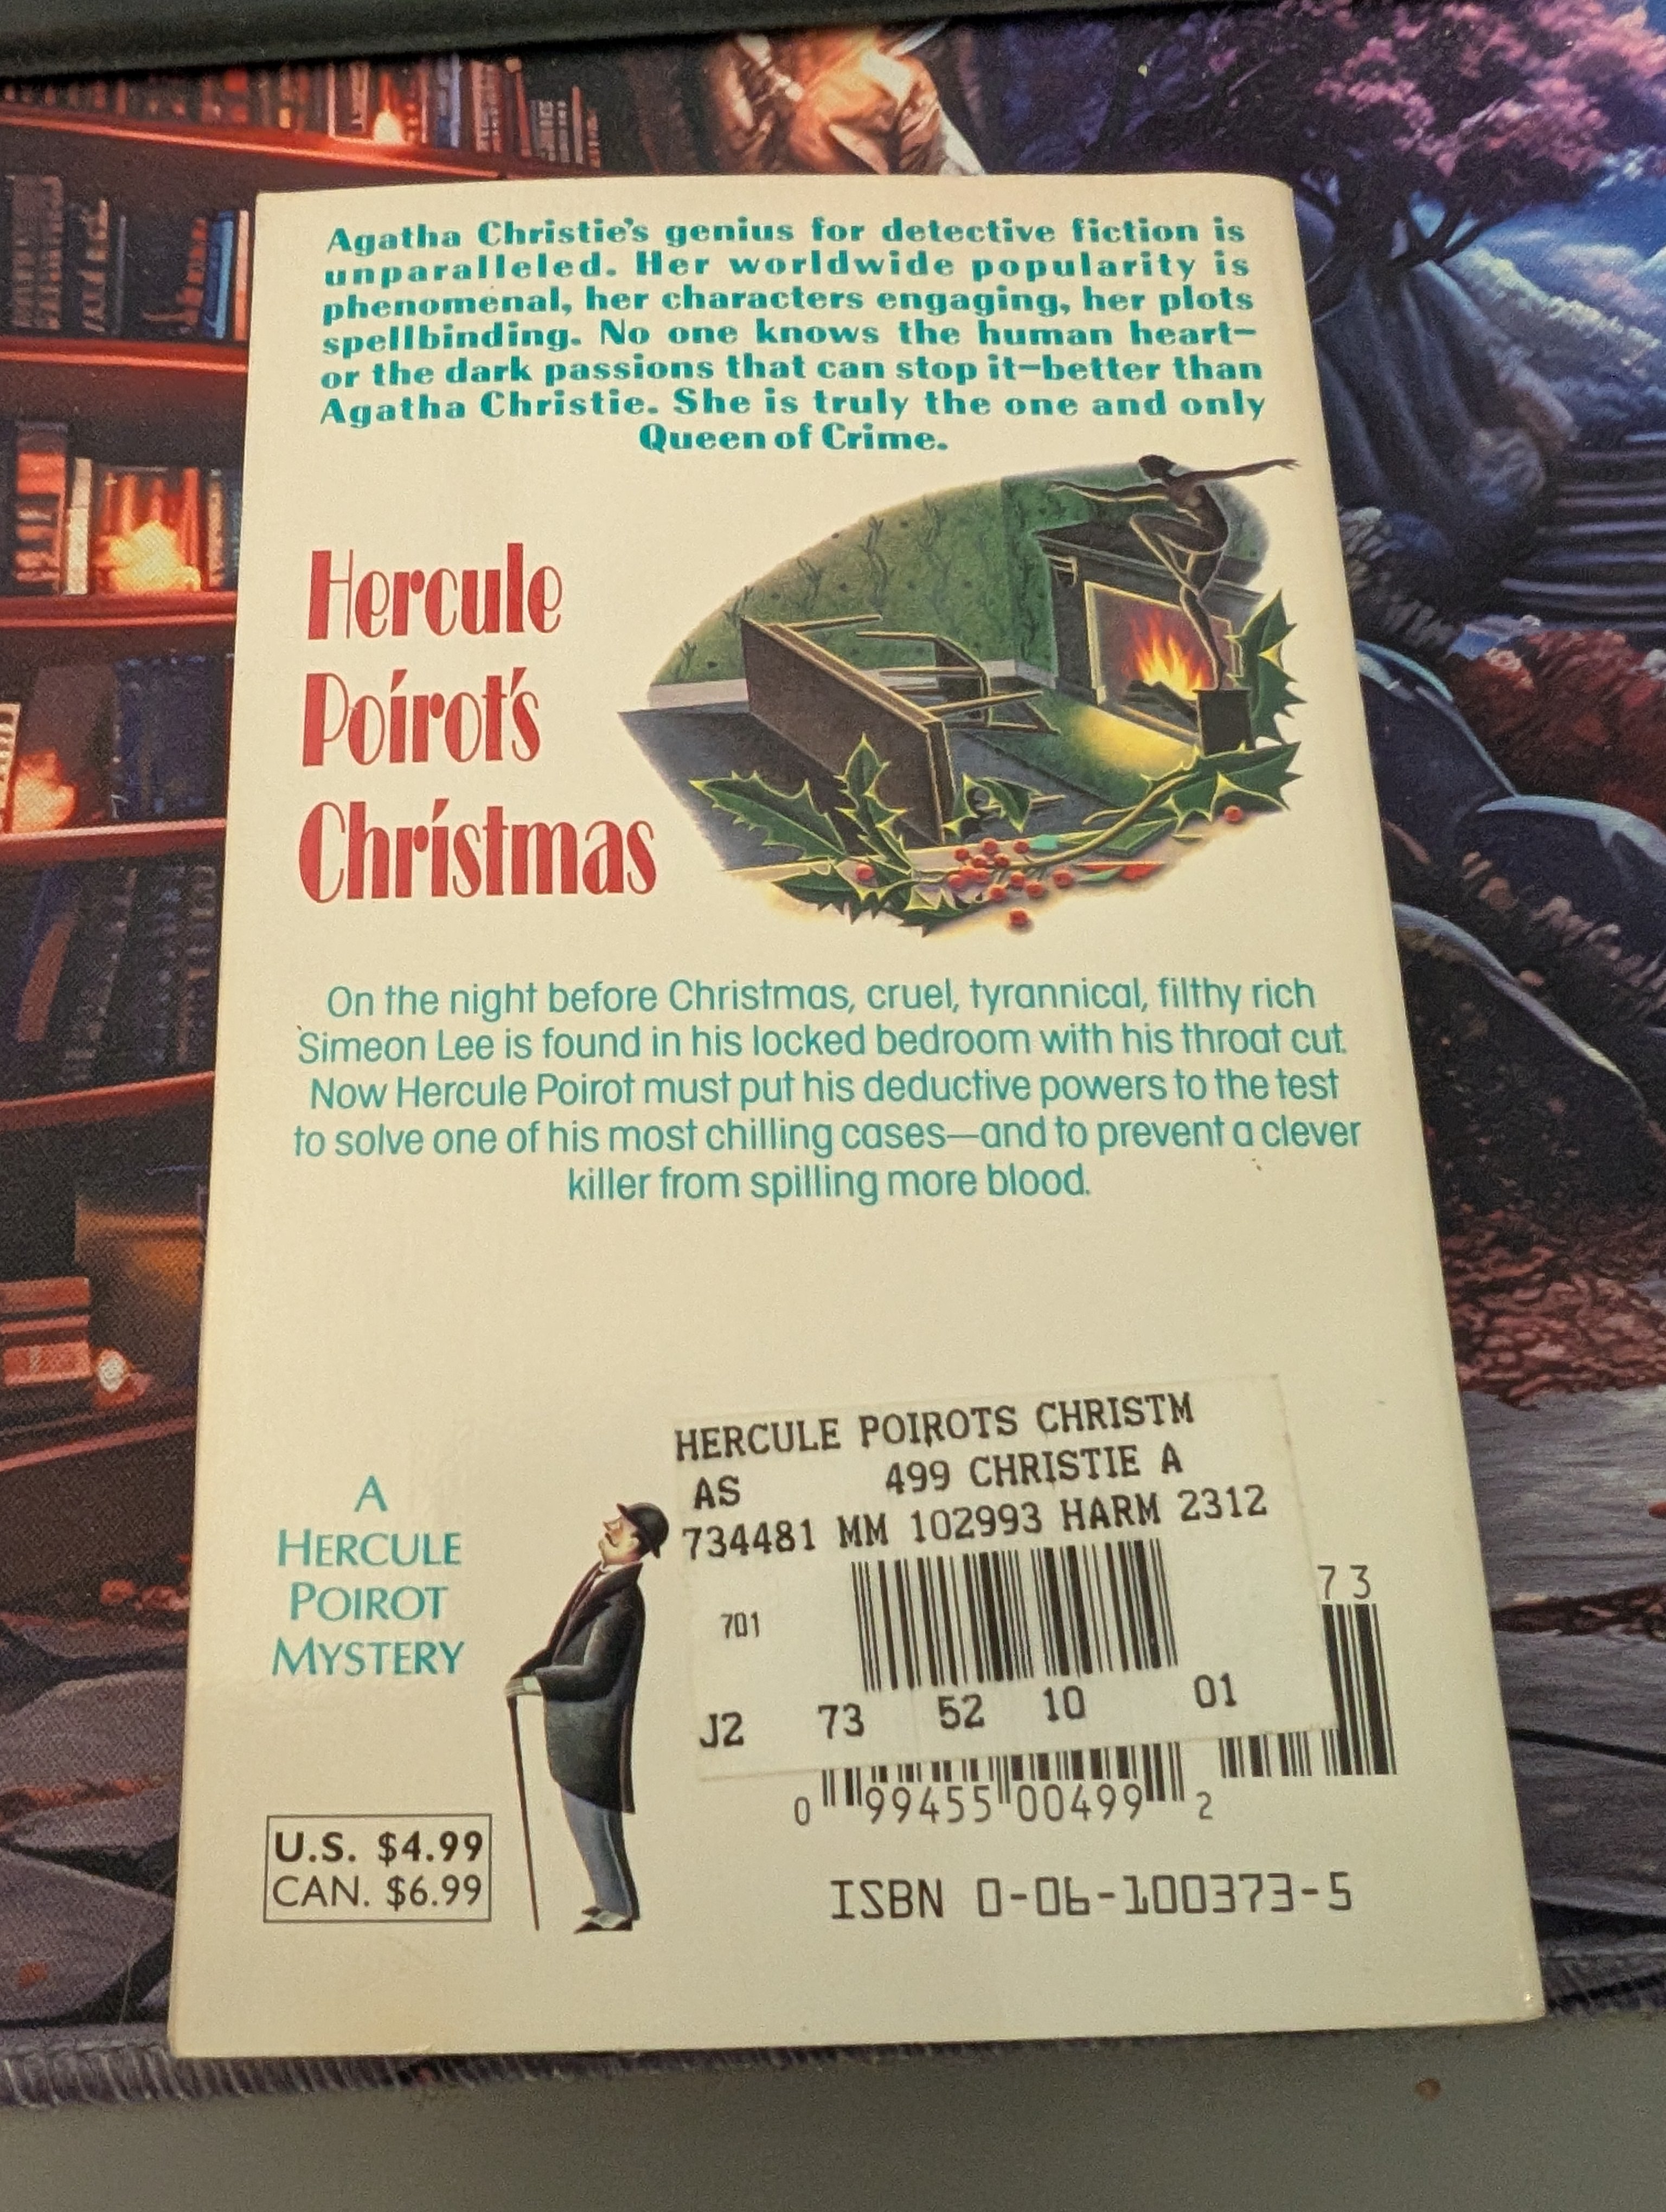 Agatha Christie's genius for detective fiction is
unparalleled. Her worldwide popularity is
phenomenal, her characters engaging, her plots
spellbinding. No one knows the human heart—
or the dark passions that can stop it—better than
Agatha Christie. She is truly the one and only
Queen of Crime.
Hercule
Poirot's
Christmas
On the night before Christmas, cruel, tyrannical, filthy rich
Simeon Lee is found in his locked bedroom with his throat cut.
Now Hercule Poirot must put his deductive powers to the test
to solve one of his most chilling cases—and to prevent a clever
killer from spilling more blood.
A
HERCULE
POIROT
MYSTERY
U.S. $4.99
CAN. $6.99
HERCULE POIROTS CHRISTM
AS 499 CHRISTIE A
734481 MM 102993 HARM 2312
701
J2 73 52 10 01
73
0 99455 00499 2
ISBN 0-06-100373-5